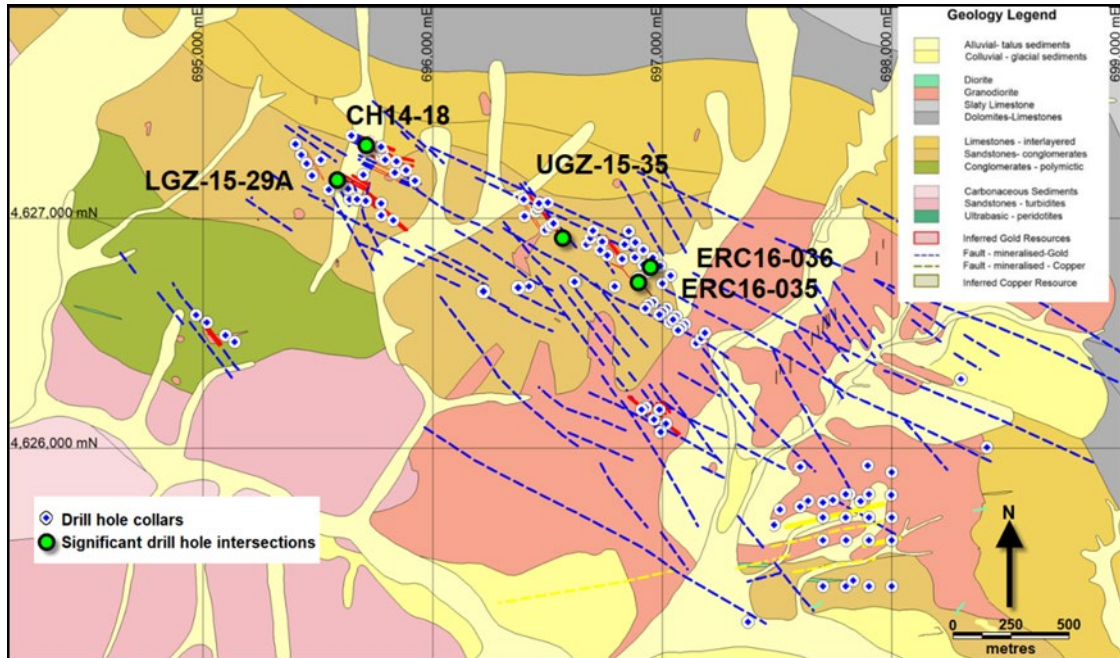 695,000 mE
696,000 mE
697,000 mE
698,000 mE
699,000 mE
Geology Legend
Alluvial- talus sediments
Colluvial - glacial sediments
Diorite
Granodiorite
Slaty Limestone
Dolomites-Limestones
Limestones - interlayered
Sandstones- conglomerates
Conglomerates - polymictic
Carbonaceous Sediments
Sandstones - turbidites
Ultrabasic - peridotites
Inferred Gold Resources
Fault - mineralised-Gold
Fault - mineralised - Copper
Inferred Copper Resource
CH14-18
LGZ-15-29A
UGZ-15-35
4,627,000 mN
ERC16-036
ERC16-035
4,626,000 mN
Drill hole collars
Significant drill hole intersections
N
0 250 500
metres